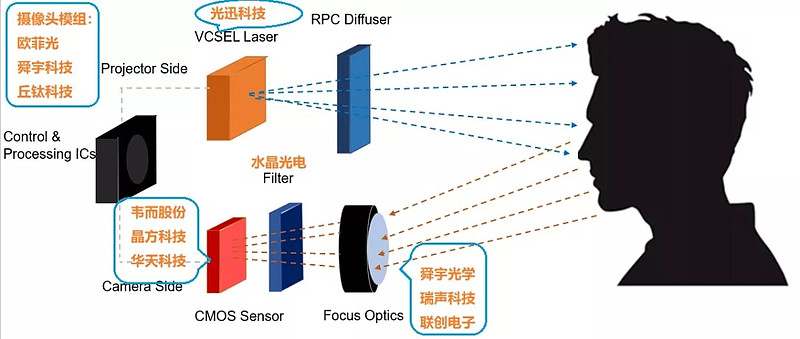 摄像头模组：
欧菲光
舜宇科技
丘钛科技
光迅科技
VCSEL Laser
RPC Diffuser
Projector Side
Control &
Processing ICs
水晶光电
Filter
韦而股份
晶方科技
华天科技
Camera Side
CMOS Sensor
Focus Optics
舜宇光学
瑞声科技
联创电子